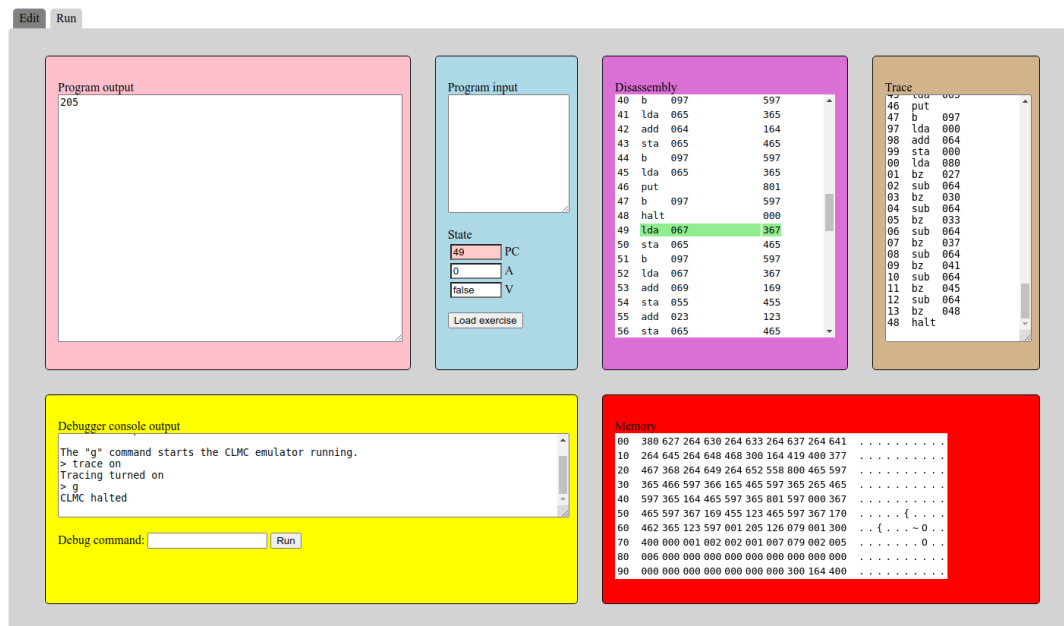 Edit Run
Program output
205
Program input
State
49 PC
0 A
false V
Load exercise
Disassembly
40 b 097 597
41 lda 065 365
42 add 064 164
43 sta 065 465
44 b 097 597
45 lda 065 365
46 put 801
47 b 097 597
48 halt 000
49 lda 067 367
50 sta 065 465
51 b 097 597
52 lda 067 367
53 add 069 169
54 sta 055 455
55 add 023 123
56 sta 065 465
Trace
45 lda 065
46 put
47 b 097
97 lda 000
98 add 064
99 sta 000
00 lda 080
01 bz 027
02 sub 064
03 bz 030
04 sub 064
05 bz 033
06 sub 064
07 bz 037
08 sub 064
09 bz 041
10 sub 064
11 bz 045
12 sub 064
13 bz 048
48 halt
Debugger console output
The "g" command starts the CLMC emulator running.
> trace on
Tracing turned on
> g
CLMC halted
Debug command: Run
Memory
00 380 627 264 630 264 633 264 637 264 641 . . . . . . . . . .
10 264 645 264 648 468 300 164 419 400 377 . . . . . . . . . .
20 467 368 264 649 264 652 558 800 465 597 . . . . . . . . . .
30 365 466 597 366 165 465 597 365 265 465 . . . . . . . . . .
40 597 365 164 465 597 365 801 597 000 367 . . . . . . . . . .
50 465 597 367 169 455 123 465 597 367 170 . . . . . { . . . .
60 462 365 123 597 001 205 126 079 001 300 . . { . . . ~ O . .
70 400 000 001 002 002 001 007 079 002 005 . . . . . . . O . .
80 006 000 000 000 000 000 000 000 000 000 . . . . . . . . . .
90 000 000 000 000 000 000 000 300 164 400 . . . . . . . . . .